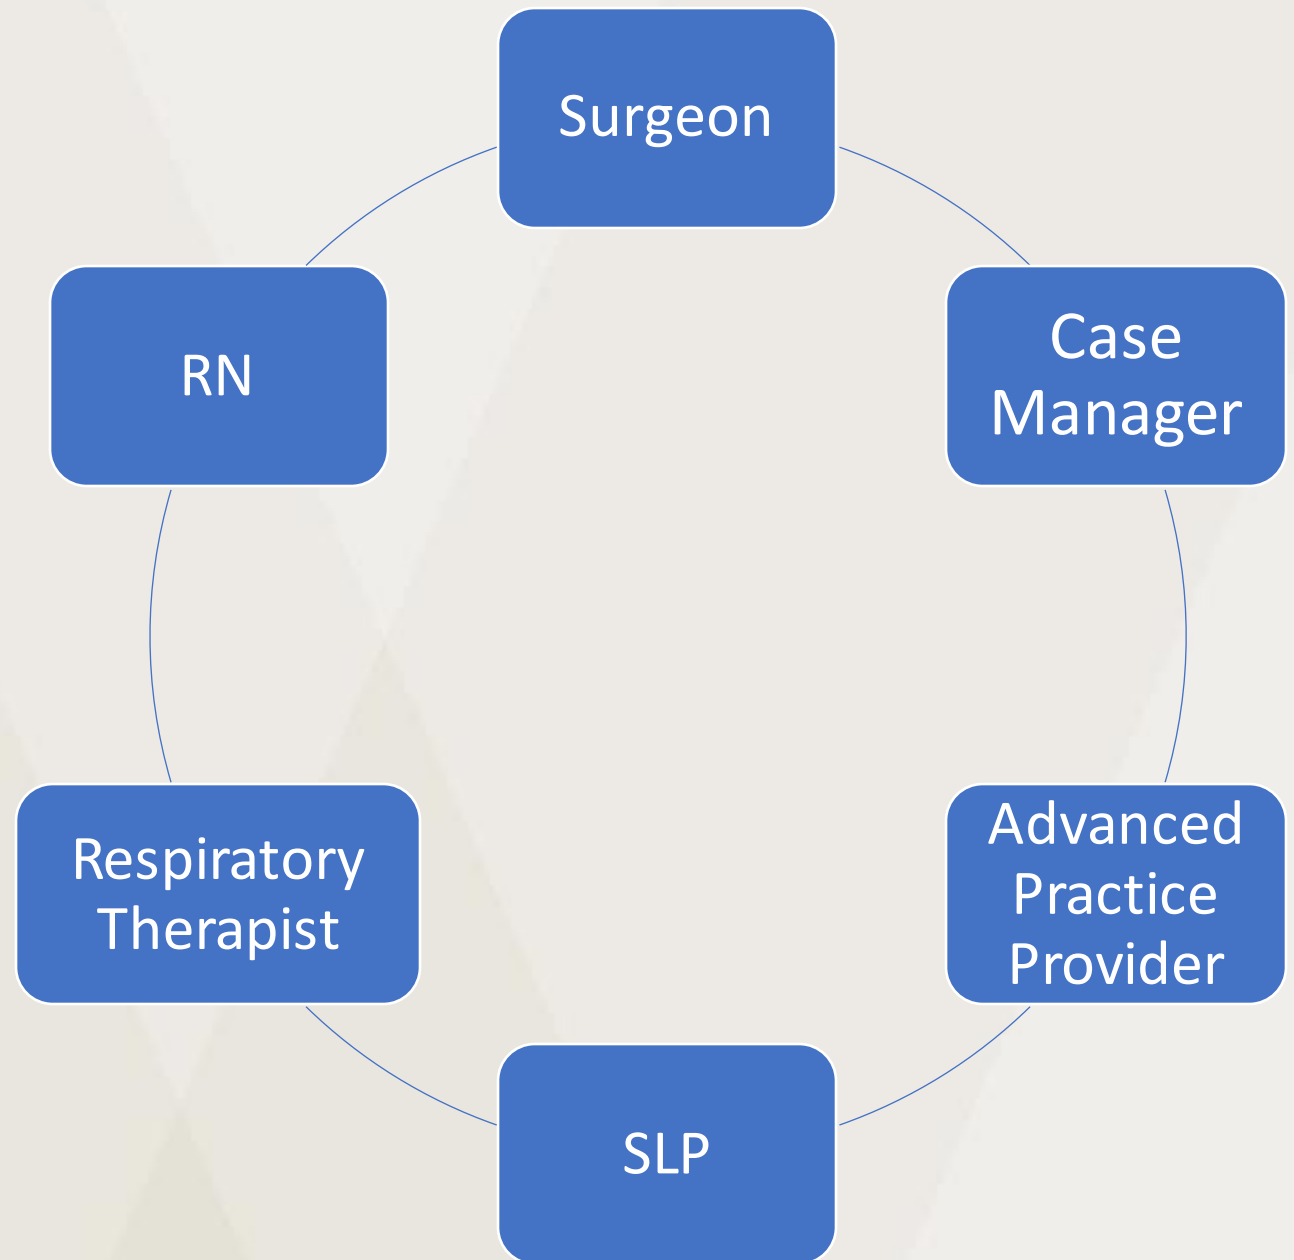 Surgeon
Case
Manager
Advanced
Practice
Provider
SLP
Respiratory
Therapist
RN